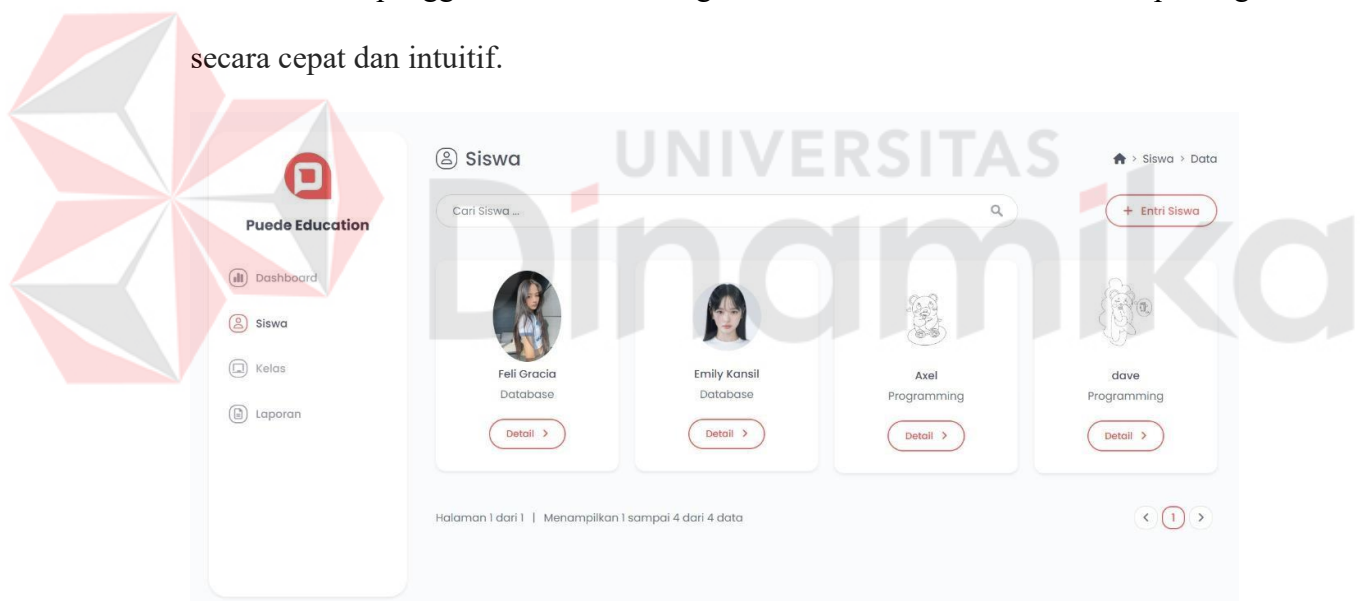 secara cepat dan intuitif.
UNIVERSITAS
Dinamika
Puede Education
Dashboard
Siswa
Kelas
Laporan
Siswa
> Siswa > Data
Cari Siswa ...
+ Entri Siswa
Feli Gracia
Database
Detail >
Emily Kansil
Database
Detail >
Axel
Programming
Detail >
dave
Programming
Detail >
Halaman 1 dari 1 | Menampilkan 1 sampai 4 dari 4 data
< 1 >